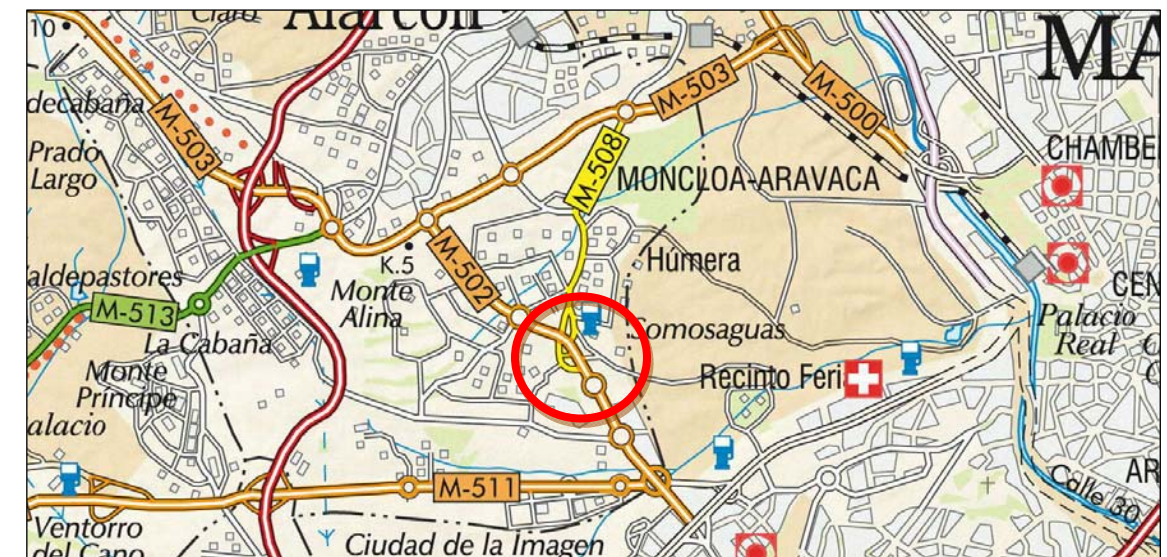 Claro
Alarcón
10
MA
M-503
M-500
decabaña
M-503
CHAMBE
Prado
Largo
M-508
MONCLOA-ARAVACA
Húmera
K.5
M-502
aldepastores
Monte
Alina
CEN
M-513
Somosaguas
Palacio
Real
La Cabaña
Monte
Príncipe
Recinto Feri
alacio
M-511
AR
Calle 30
Ventorro
del Cano
Ciudad de la Imagen